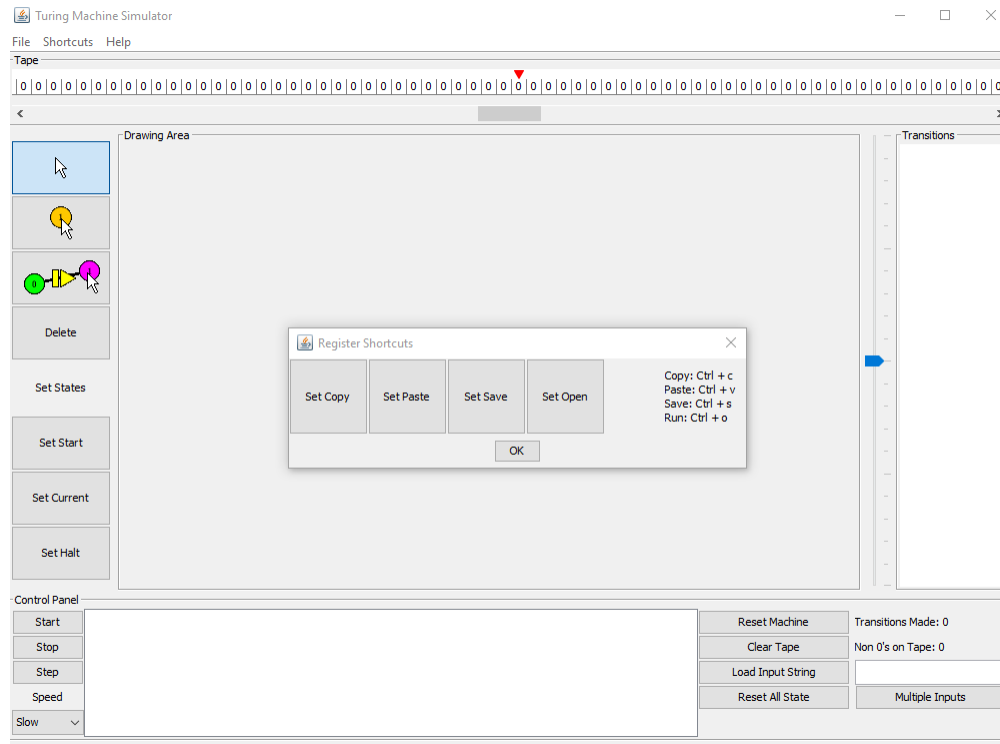 Turing Machine Simulator
File Shortcuts Help
Tape
0 0 0 0 0 0 0 0 0 0 0 0 0 0 0 0 0 0 0 0 0 0 0 0 0 0 0 0 0 0 0 0 0 0 0 0 0 0 0 0 0 0 0 0 0 0 0 0 0 0 0 0 0 0 0 0 0 0 0 0 0 0 0 0 0 0
Drawing Area
Transitions
0
Delete
Set States
Set Start
Set Current
Set Halt
Register Shortcuts
Set Copy Set Paste Set Save Set Open
Copy: Ctrl + c
Paste: Ctrl + v
Save: Ctrl + s
Run: Ctrl + o
OK
Control Panel
Start
Stop
Step
Speed
Slow
Reset Machine
Clear Tape
Load Input String
Reset All State
Transitions Made: 0
Non 0's on Tape: 0
Multiple Inputs